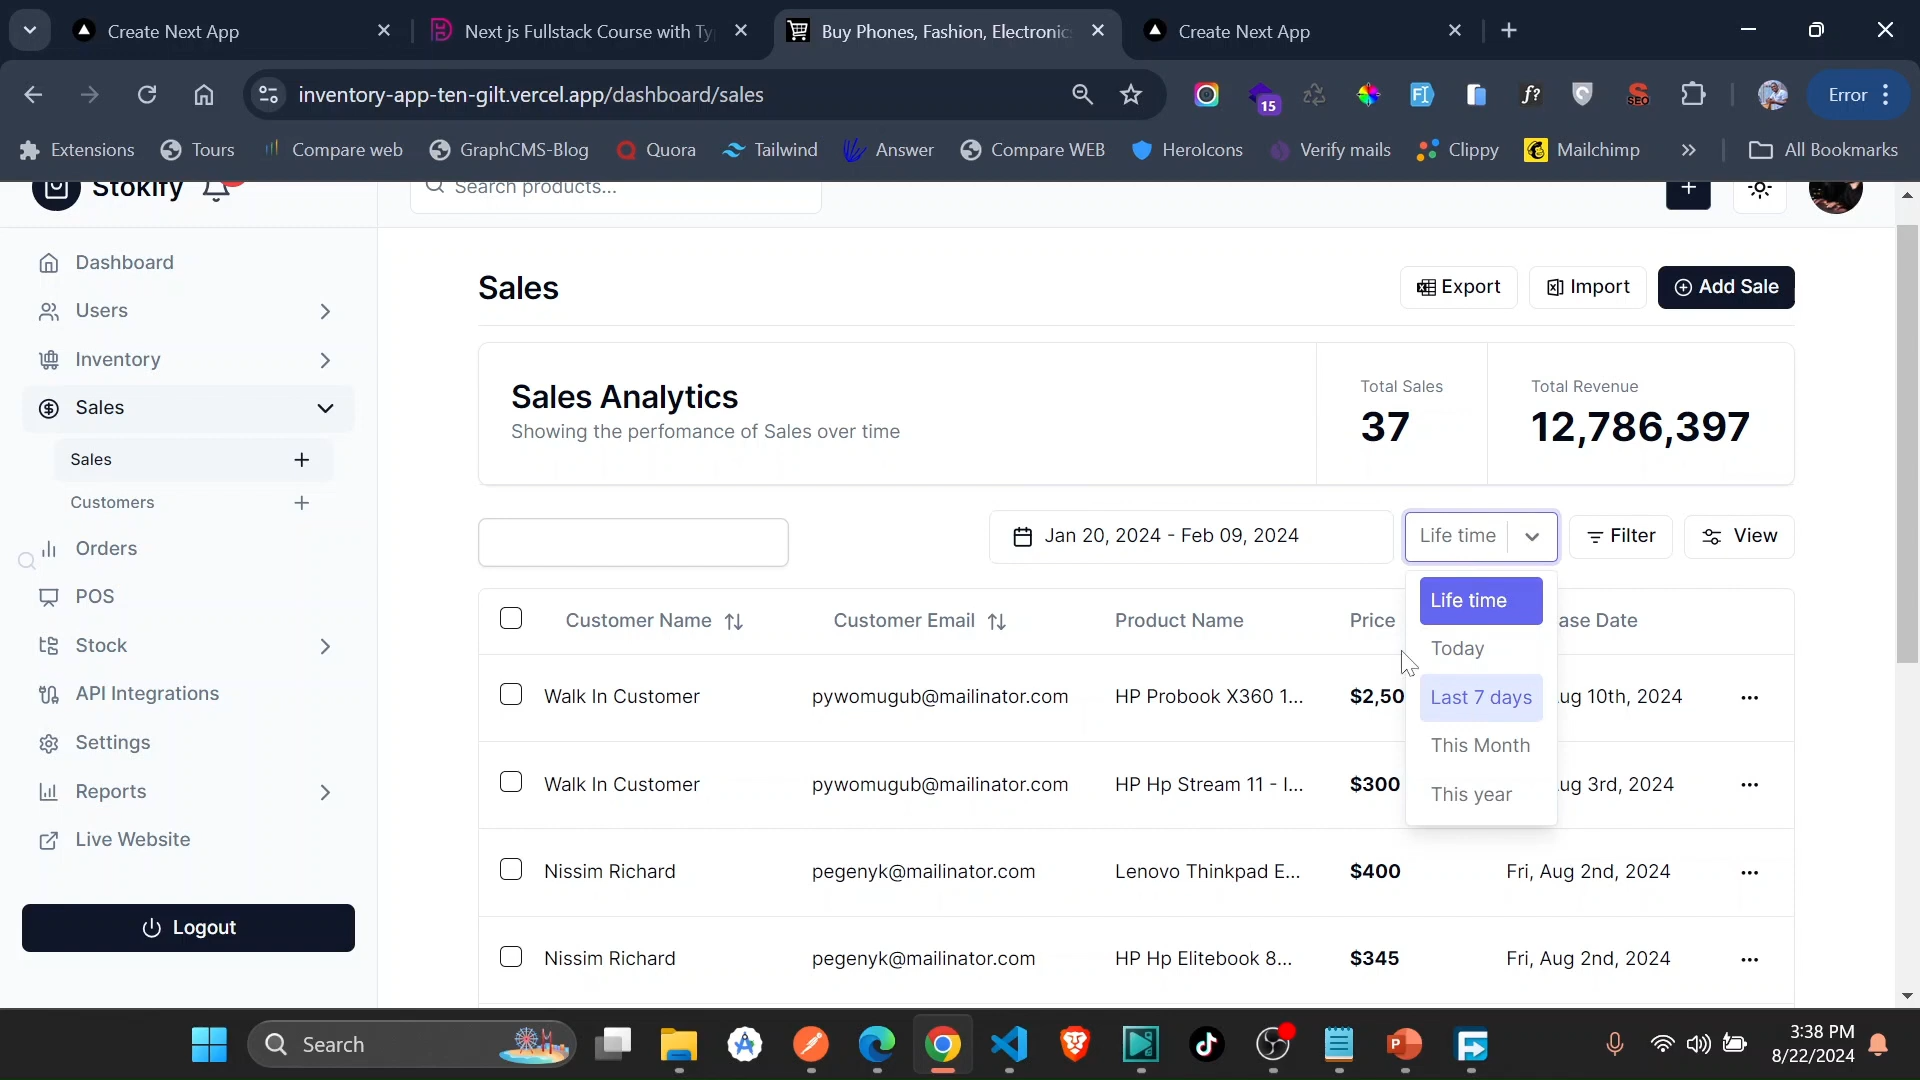 Create Next App
Next js Fullstack Course with Ty
Buy Phones, Fashion, Electronics
Create Next App
inventory-app-ten-gilt.vercel.app/dashboard/sales
15
FI
f?
SEO
Error
Extensions
Tours
Compare web
GraphCMS-Blog
Quora
Tailwind
Answer
Compare WEB
HeroIcons
Verify mails
Clippy
Mailchimp
All Bookmarks
Stokify
Search products...
Dashboard
Users
Inventory
Sales
Sales
Customers
Orders
POS
Stock
API Integrations
Settings
Reports
Live Website
Logout
Sales
Export
Import
Add Sale
Sales Analytics
Showing the perfomance of Sales over time
Total Sales
37
Total Revenue
12,786,397
Jan 20, 2024 - Feb 09, 2024
Life time
Filter
View
Life time
Today
Last 7 days
This Month
This year
Customer Name
Customer Email
Product Name
Price
ase Date
Walk In Customer
pywomugub@mailinator.com
HP Probook X360 1...
$2,50
ug 10th, 2024
Walk In Customer
pywomugub@mailinator.com
HP Hp Stream 11 - I...
$300
ug 3rd, 2024
Nissim Richard
pegenyk@mailinator.com
Lenovo Thinkpad E...
$400
Fri, Aug 2nd, 2024
Nissim Richard
pegenyk@mailinator.com
HP Hp Elitebook 8...
$345
Fri, Aug 2nd, 2024
Search
3:38 PM
8/22/2024